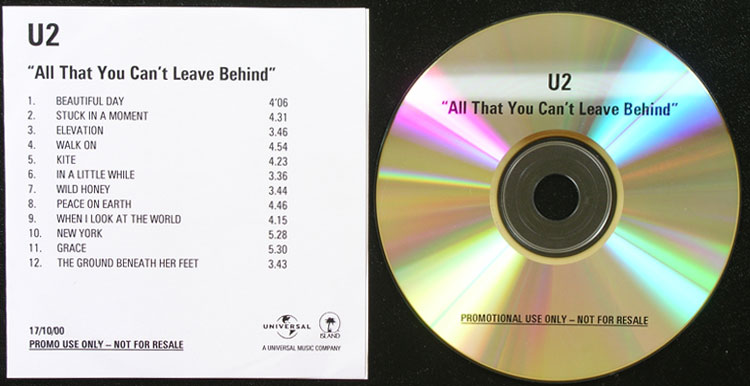 U2
“All That You Can't Leave Behind”
1. BEAUTIFUL DAY 4'06
2. STUCK IN A MOMENT 4.31
3. ELEVATION 3.46
4. WALK ON 4.54
5. KITE 4.23
6. IN A LITTLE WHILE 3.36
7. WILD HONEY 3.44
8. PEACE ON EARTH 4.46
9. WHEN I LOOK AT THE WORLD 4.15
10. NEW YORK 5.28
11. GRACE 5.30
12. THE GROUND BENEATH HER FEET 3.43
17/10/00
PROMO USE ONLY – NOT FOR RESALE
UNIVERSAL
ISLAND
A UNIVERSAL MUSIC COMPANY
U2
“All That You Can't Leave Behind”
PROMOTIONAL USE ONLY – NOT FOR RESALE